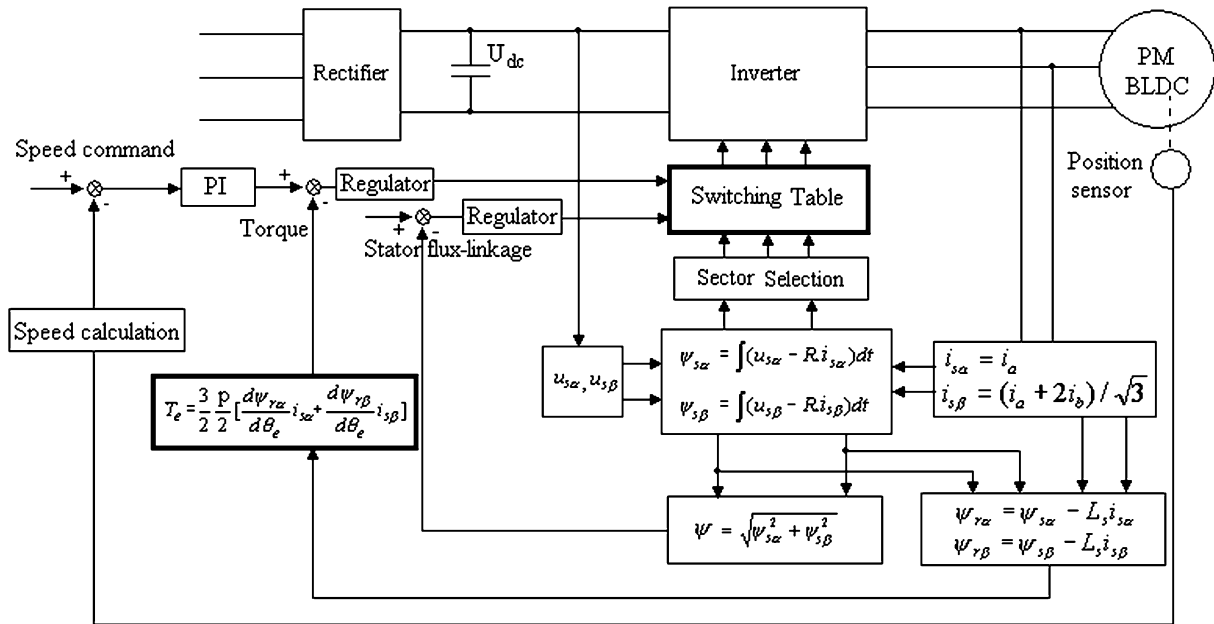 Rectifier
U_dc
Inverter
PM
BLDC
Speed command
+
-
PI
+
-
Regulator
Torque
+
-
Regulator
Stator flux-linkage
Switching Table
Position
sensor
Sector Selection
Speed calculation
u_sα, u_sβ
ψ_sα = ∫(u_sα − R_i i_sα)dt
ψ_sβ = ∫(u_sβ − R_i i_sβ)dt
i_sα = i_a
i_sβ = (i_a + 2i_b) / √3
T_e = 3/2 p/2 [dψ_rα/dθ_e i_sα + dψ_rβ/dθ_e i_sβ]
ψ = √(ψ_sα² + ψ_sβ²)
ψ_rα = ψ_sα − L_s i_sα
ψ_rβ = ψ_sβ − L_s i_sβ